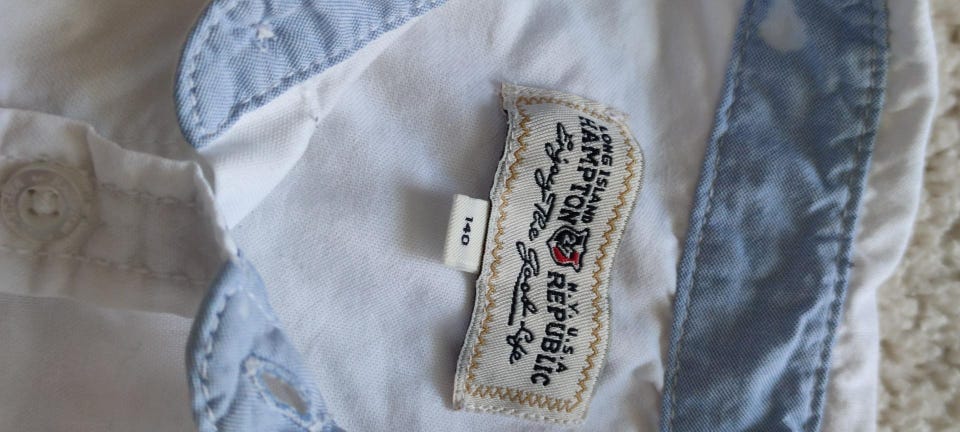 LONG ISLAND N.Y. U.S.A
HAMPTON REPUBLIC
Enjoy The Good Life
140